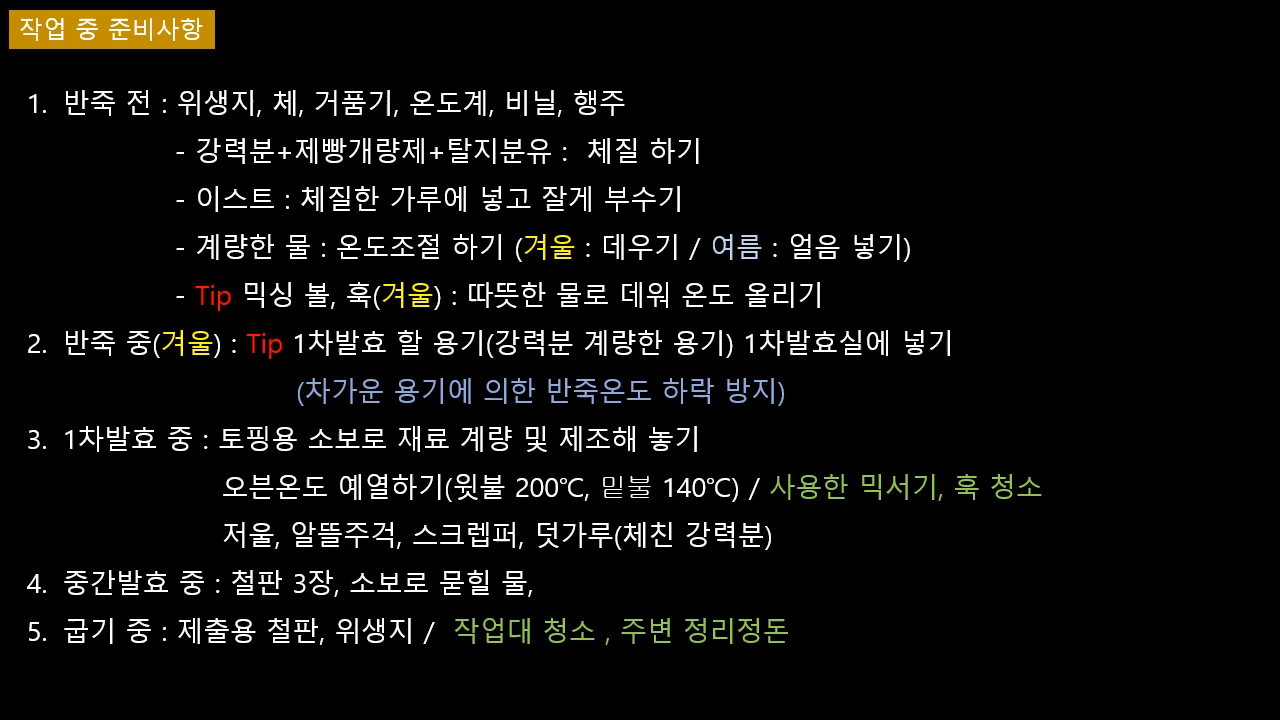 작업 중 준비사항
1. 반죽 전 : 위생지, 체, 거품기, 온도계, 비닐, 행주
- 강력분+제빵개량제+탈지분유 : 체질 하기
- 이스트 : 체질한 가루에 넣고 잘게 부수기
- 계량한 물 : 온도조절 하기 (겨울 : 데우기 / 여름 : 얼음 넣기)
- Tip 믹싱 볼, 훅(겨울) : 따뜻한 물로 데워 온도 올리기
2. 반죽 중(겨울) : Tip 1차발효 할 용기(강력분 계량한 용기) 1차발효실에 넣기
(차가운 용기에 의한 반죽온도 하락 방지)
3. 1차발효 중 : 토핑용 소보로 재료 계량 및 제조해 놓기
오븐온도 예열하기(윗불 200℃, 밑불 140℃) / 사용한 믹서기, 훅 청소
저울, 알뜰주걱, 스크렙퍼, 덧가루(체친 강력분)
4. 중간발효 중 : 철판 3장, 소보로 묻힐 물,
5. 굽기 중 : 제출용 철판, 위생지 / 작업대 청소 , 주변 정리정돈